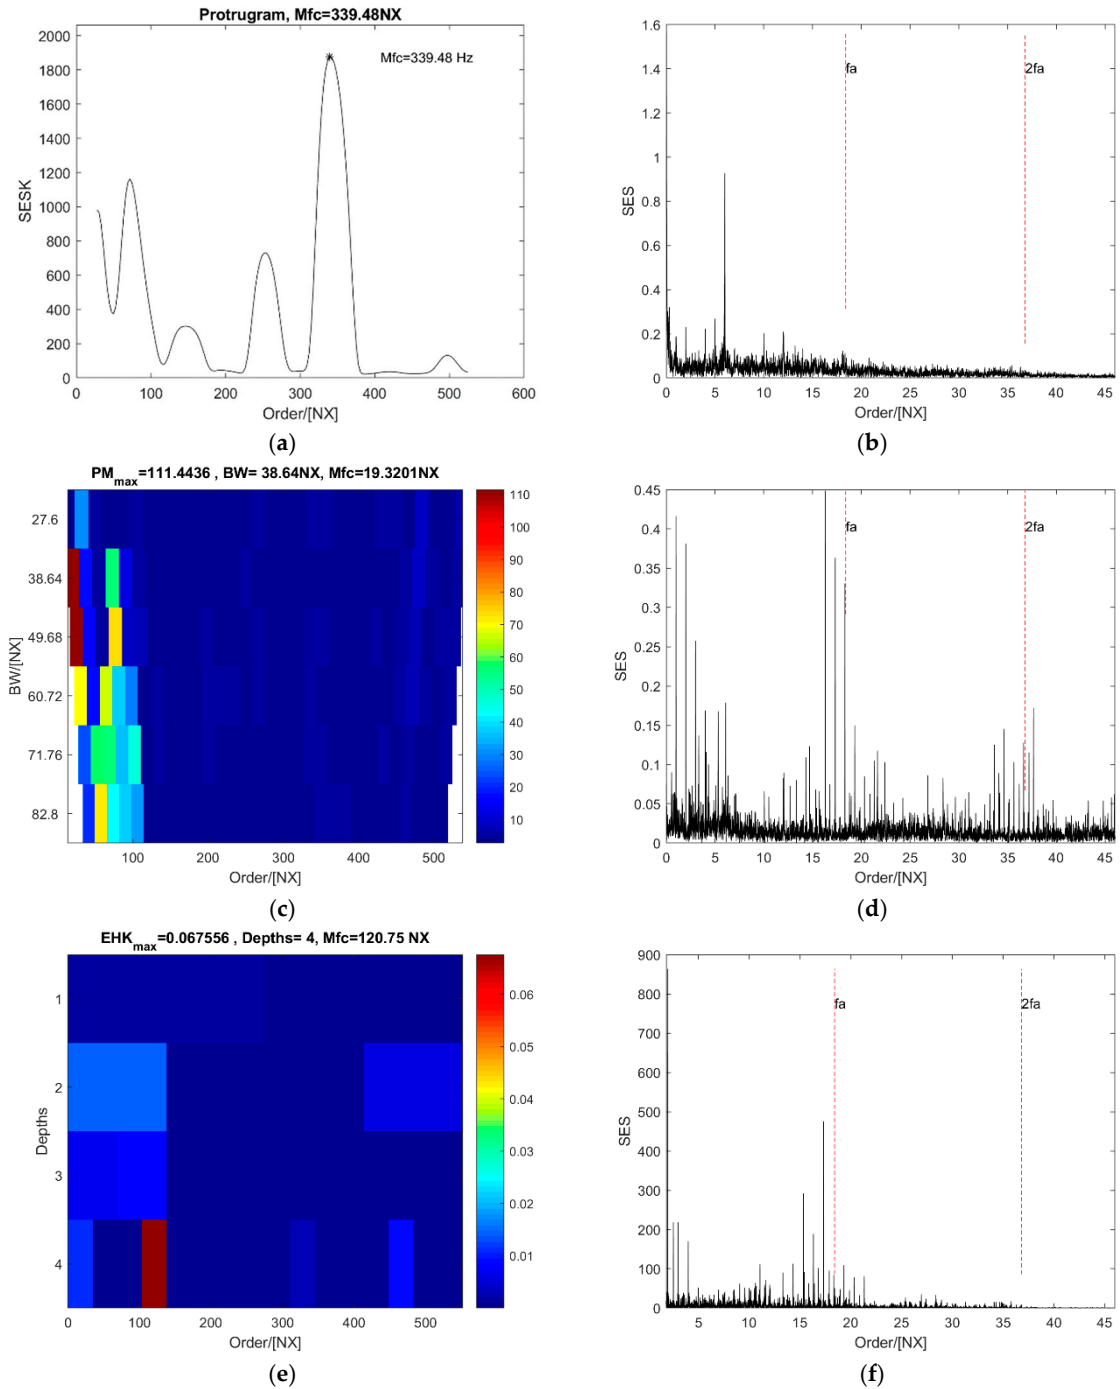 Protrugram, Mfc=339.48NX
2000
1800
1600
1400
1200
1000
800
600
400
200
0
SESK
Mfc=339.48 Hz
0 100 200 300 400 500 600
Order/[NX]
(a)
1.6
1.4
1.2
1
0.8
0.6
0.4
0.2
0
SES
fa
2fa
0 5 10 15 20 25 30 35 40 45
Order/[NX]
(b)
PMmax=111.4436 , BW= 38.64NX, Mfc=19.3201NX
27.6
38.64
49.68
60.72
71.76
82.8
BW/[NX]
100 200 300 400 500
Order/[NX]
110
100
90
80
70
60
50
40
30
20
10
(c)
0.45
0.4
0.35
0.3
0.25
0.2
0.15
0.1
0.05
0
SES
fa
2fa
0 5 10 15 20 25 30 35 40 45
Order/[NX]
(d)
EHKmax=0.067556 , Depths= 4, Mfc=120.75 NX
1
2
3
4
Depths
0 100 200 300 400 500
Order/[NX]
0.06
0.05
0.04
0.03
0.02
0.01
(e)
900
800
700
600
500
400
300
200
100
0
SES
fa
2fa
5 10 15 20 25 30 35 40 45
Order/[NX]
(f)